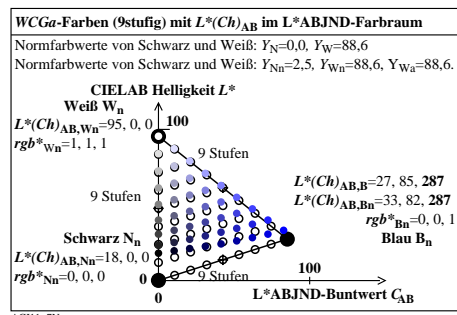 WCGa-Farben (9stufig) mit L*(Ch)AB im L*ABJND-Farbraum
Normfarbwerte von Schwarz und Weiß: YN=0,0, YW=88,6
Normfarbwerte von Schwarz und Weiß: YNn=2,5, YWn=88,6, YWa=88,6.
CIELAB Helligkeit L*
Weiß Wn
100
L*(Ch)AB,Wn=95, 0, 0
rgb*Wn=1, 1, 1
9 Stufen
9 Stufen
L*(Ch)AB,B=27, 85, 287
L*(Ch)AB,Bn=33, 82, 287
rgb*Bn=0, 0, 1
Schwarz Nn
Blau Bn
L*(Ch)AB,Nn=18, 0, 0
rgb*Nn=0, 0, 0
0
9 Stufen
100
0
L*ABJND-Buntwert CAB